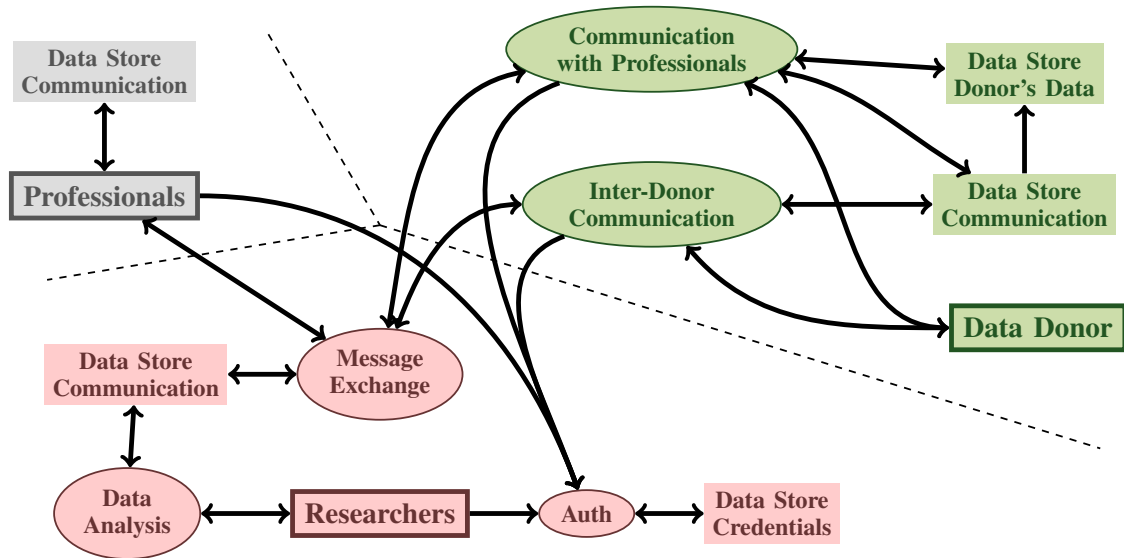 Communication
with Professionals
Data Store
Communication
Data Store
Donor's Data
Professionals
Inter-Donor
Communication
Data Store
Communication
Data Donor
Message
Exchange
Data Store
Communication
Data
Analysis
Researchers
Auth
Data Store
Credentials